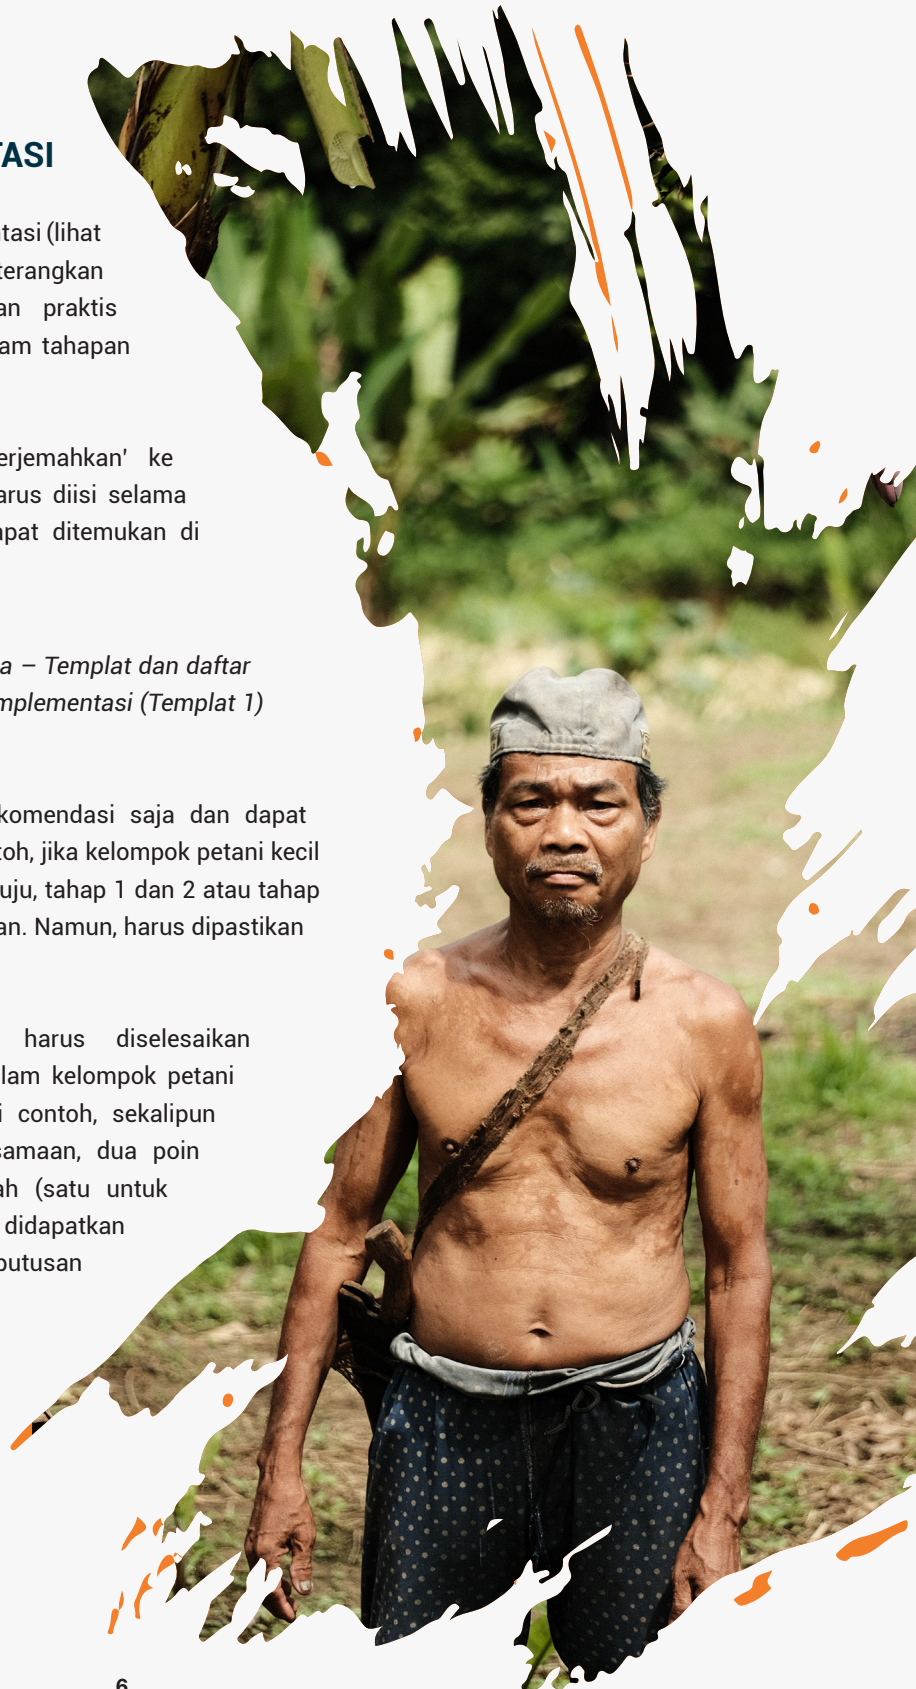 TASI
tasi (lihat
terangkan
an praktis
am tahapan
erjemahkan' ke
arus diisi selama
apat ditemukan di
a – Templat dan daftar
mplementasi (Templat 1)
komendasi saja dan dapat
toh, jika kelompok petani kecil
uju, tahap 1 dan 2 atau tahap
an. Namun, harus dipastikan
harus diselesaikan
lam kelompok petani
i contoh, sekalipun
samaan, dua poin
ah (satu untuk
didapatkan
putusan
6